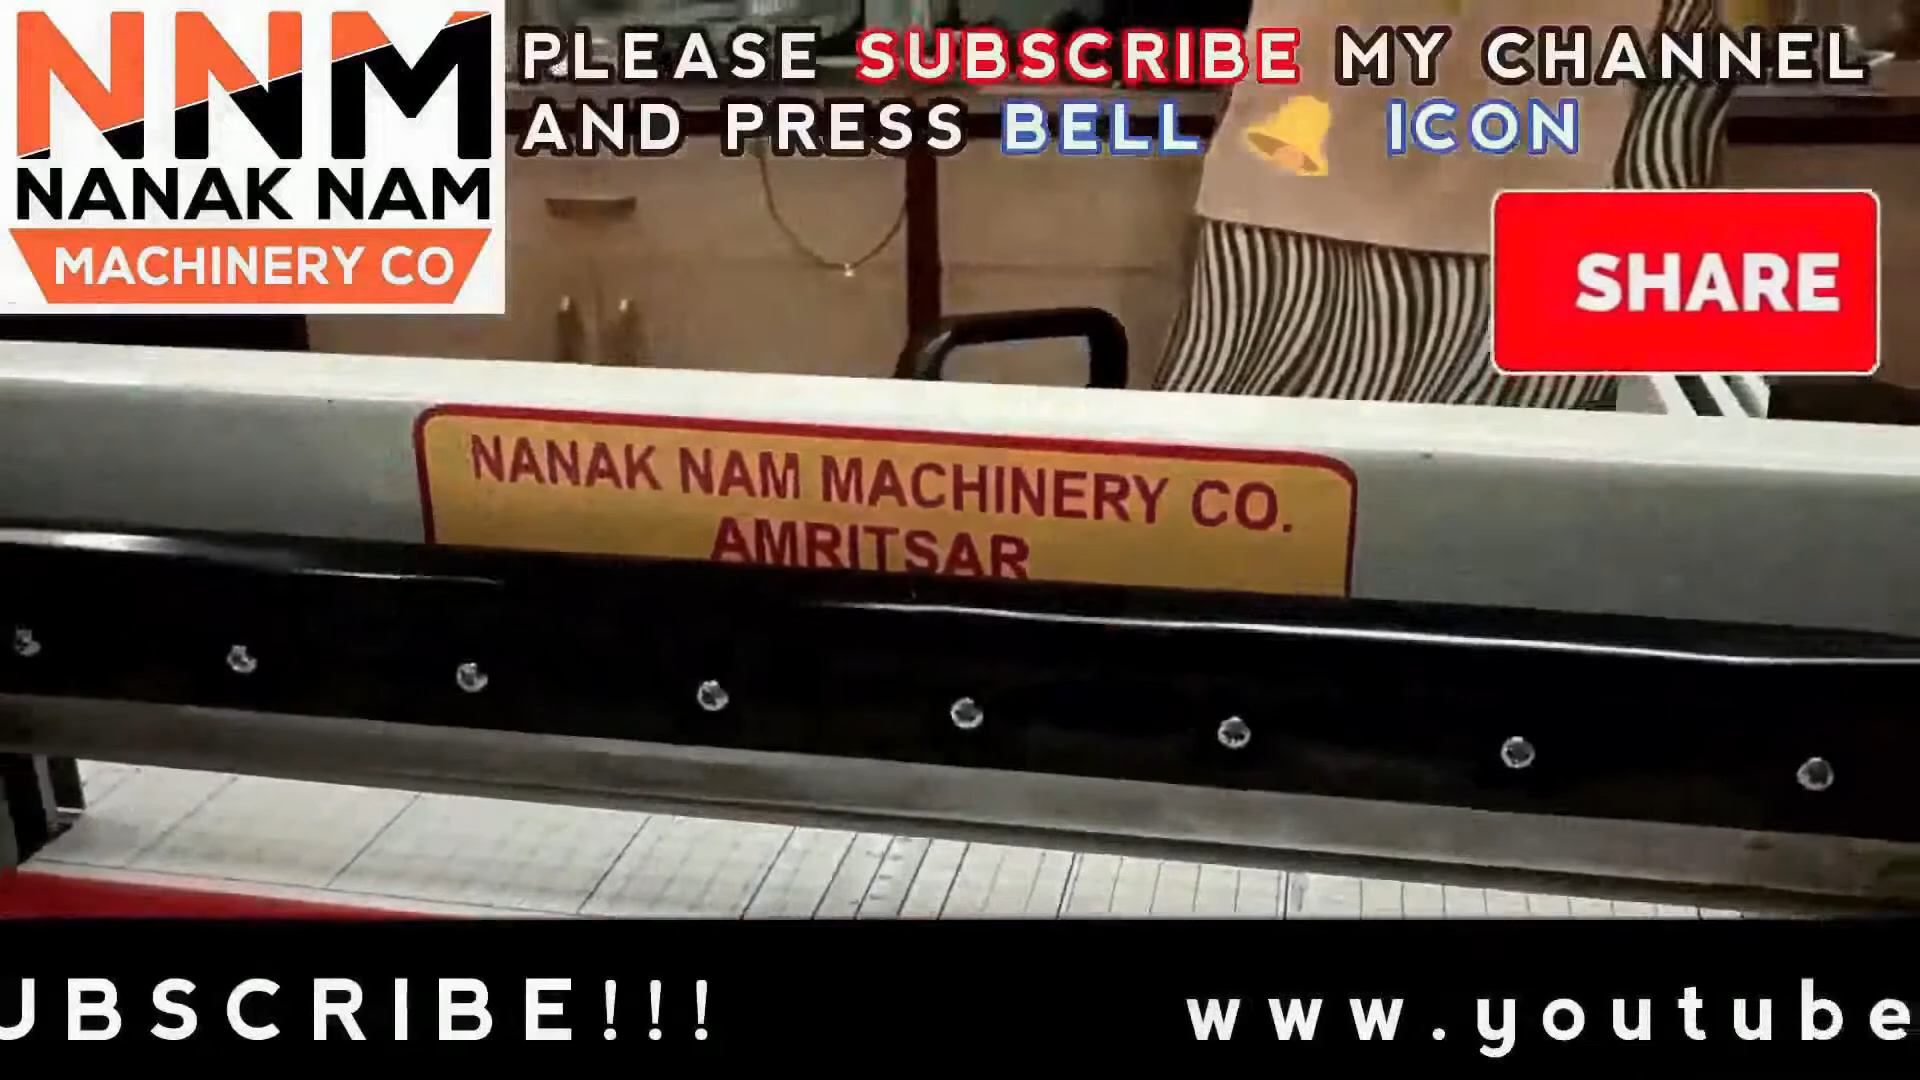 NNM
NANAK NAM
MACHINERY CO
PLEASE SUBSCRIBE MY CHANNEL
AND PRESS BELL 🔔 ICON
SHARE
NANAK NAM MACHINERY CO.
AMRITSAR
UBSCRIBE!!!
www.youtube